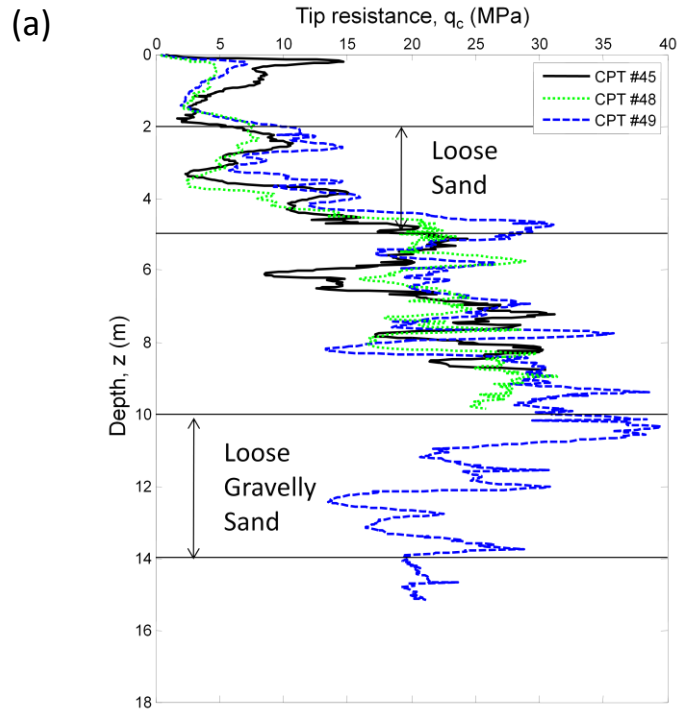 (a)
Tip resistance, qc (MPa)
0 5 10 15 20 25 30 35 40
0
CPT #45
CPT #48
CPT #49
2
Loose
Sand
4
6
8
Depth, z (m)
10
Loose
Gravelly
Sand
12
14
16
18